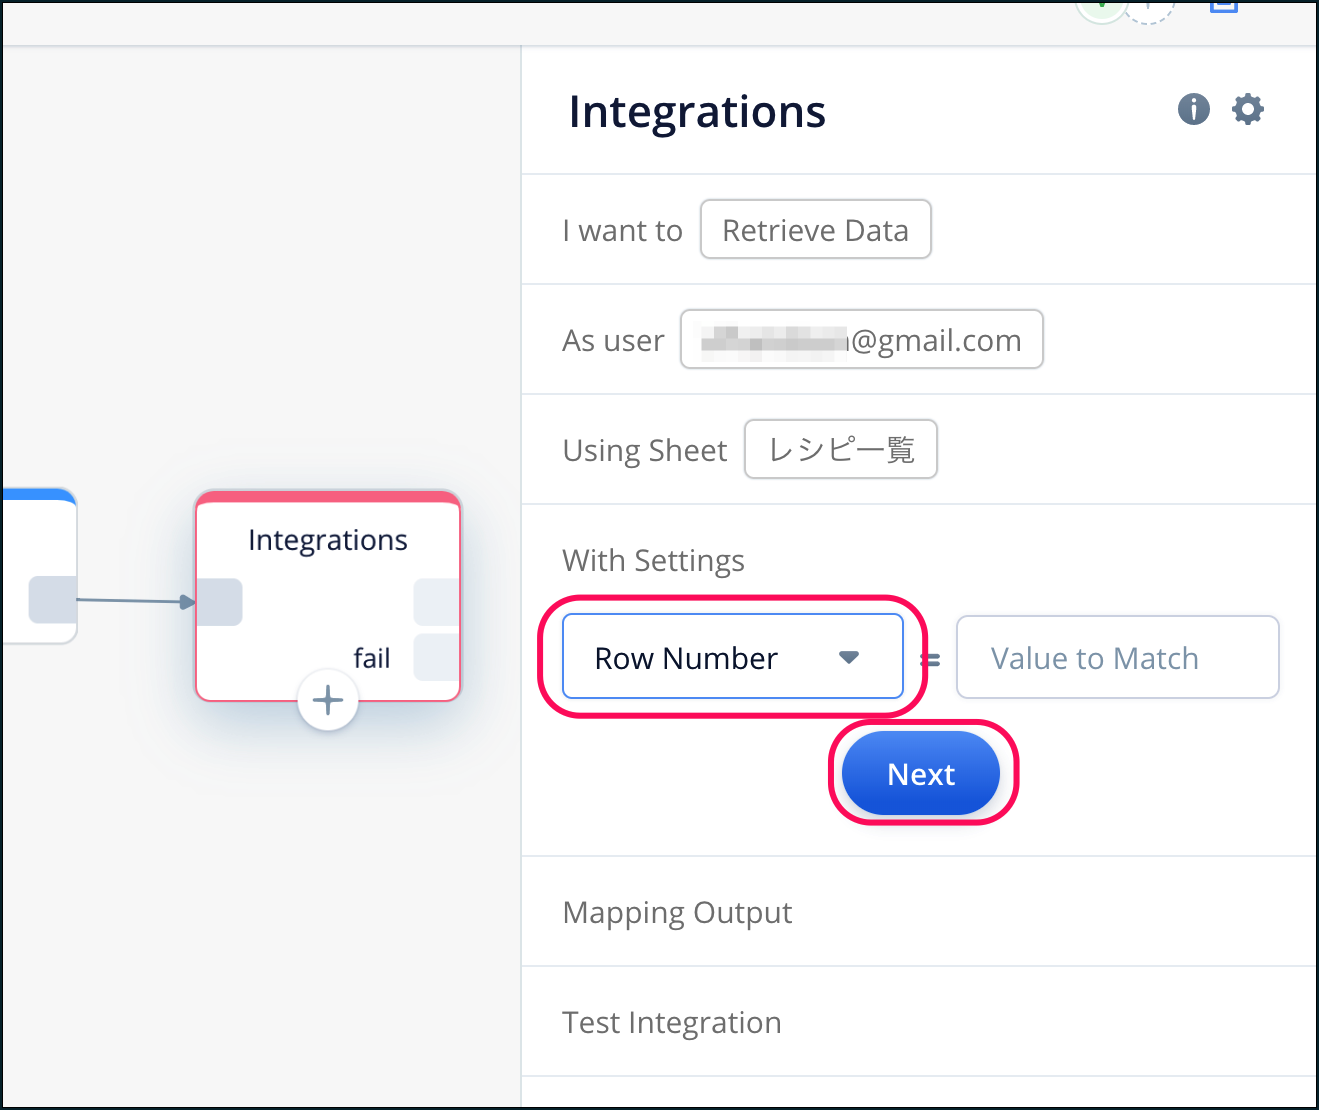 Integrations
I want to Retrieve Data
As user @gmail.com
Using Sheet レシピ一覧
With Settings
Row Number = Value to Match
Next
Mapping Output
Test Integration
Integrations
fail